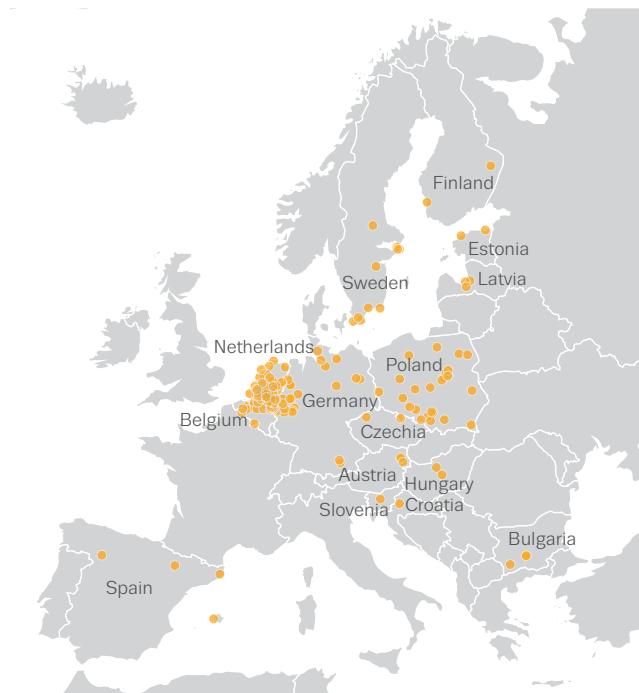 Finland
Estonia
Sweden
Latvia
Netherlands
Poland
Germany
Belgium
Czechia
Austria
Hungary
Slovenia
Croatia
Bulgaria
Spain